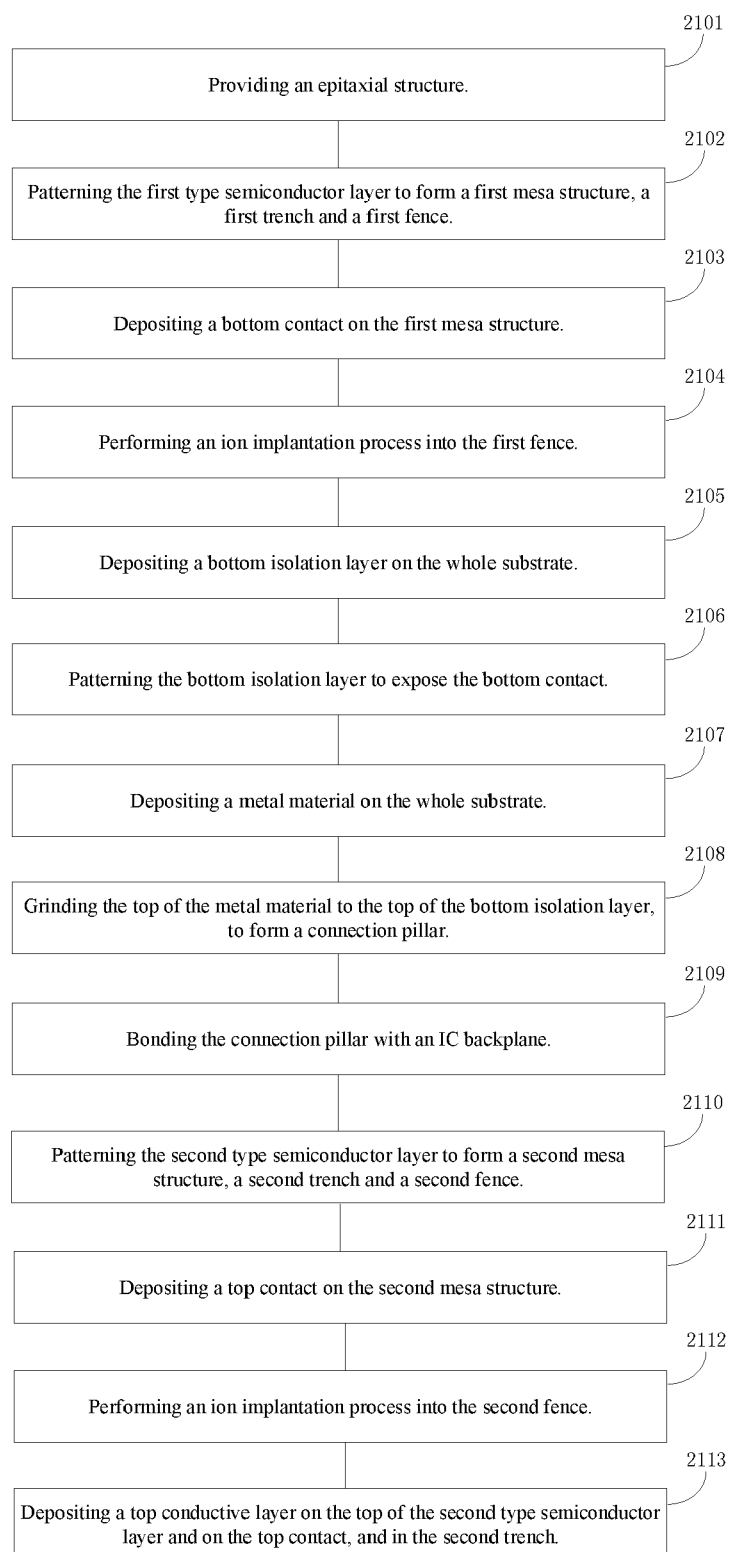 2101
Providing an epitaxial structure.
2102
Patterning the first type semiconductor layer to form a first mesa structure, a
first trench and a first fence.
2103
Depositing a bottom contact on the first mesa structure.
2104
Performing an ion implantation process into the first fence.
2105
Depositing a bottom isolation layer on the whole substrate.
2106
Patterning the bottom isolation layer to expose the bottom contact.
2107
Depositing a metal material on the whole substrate.
2108
Grinding the top of the metal material to the top of the bottom isolation layer,
to form a connection pillar.
2109
Bonding the connection pillar with an IC backplane.
2110
Patterning the second type semiconductor layer to form a second mesa
structure, a second trench and a second fence.
2111
Depositing a top contact on the second mesa structure.
2112
Performing an ion implantation process into the second fence.
2113
Depositing a top conductive layer on the top of the second type semiconductor
layer and on the top contact, and in the second trench.